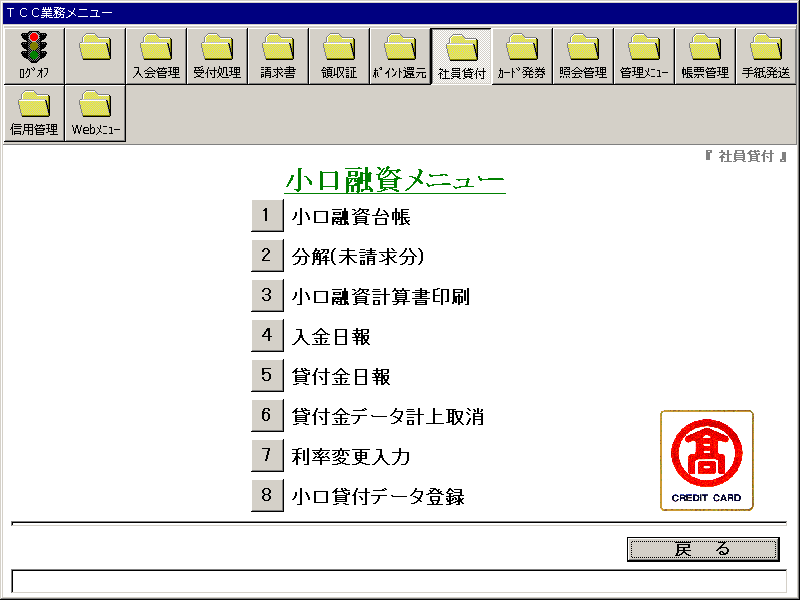 ＴＣＣ業務メニュー
ﾛｸﾞｵﾌ 入会管理 受付処理 請求書 領収証 ﾎﾟｲﾝﾄ還元 社員貸付 ｶｰﾄﾞ発券 照会管理 管理ﾒﾆｭｰ 帳票管理 手紙発送
信用管理 Webﾒﾆｭｰ
『 社員貸付 』
小口融資メニュー
1 小口融資台帳
2 分解(未請求分)
3 小口融資計算書印刷
4 入金日報
5 貸付金日報
6 貸付金データ計上取消
7 利率変更入力
8 小口貸付データ登録
髙
CREDIT CARD
戻 る